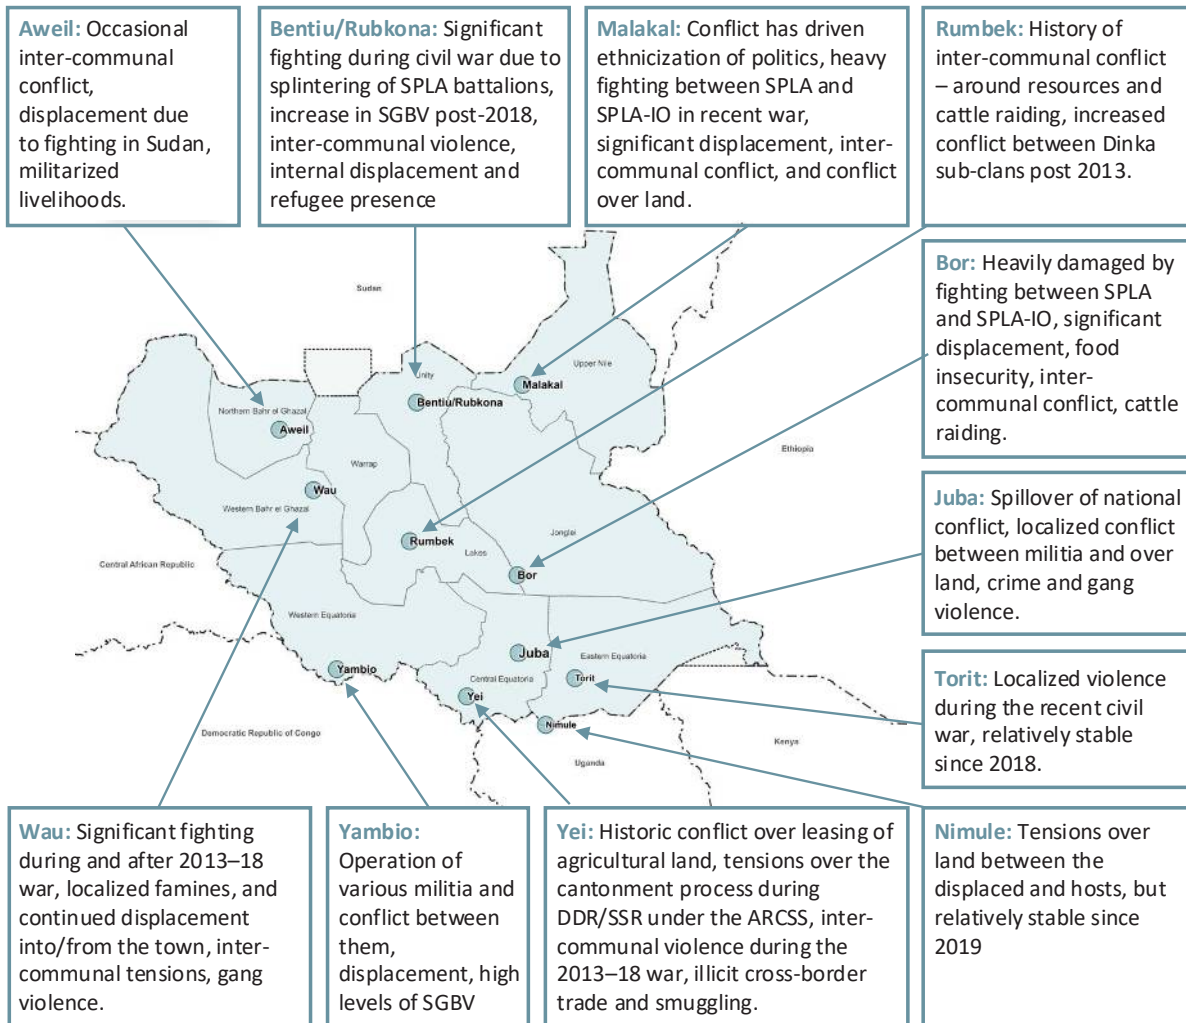 Aweil: Occasional
inter-communal
conflict,
displacement due
to fighting in Sudan,
militarized
livelihoods.
Bentiu/Rubkona: Significant
fighting during civil war due to
splintering of SPLA battalions,
increase in SGBV post-2018,
inter-communal violence,
internal displacement and
refugee presence
Malakal: Conflict has driven
ethnicization of politics, heavy
fighting between SPLA and
SPLA-IO in recent war,
significant displacement, inter-
communal conflict, and conflict
over land.
Rumbek: History of
inter-communal conflict
– around resources and
cattle raiding, increased
conflict between Dinka
sub-clans post 2013.
Bor: Heavily damaged by
fighting between SPLA
and SPLA-IO, significant
displacement, food
insecurity, inter-
communal conflict, cattle
raiding.
Juba: Spillover of national
conflict, localized conflict
between militia and over
land, crime and gang
violence.
Torit: Localized violence
during the recent civil
war, relatively stable
since 2018.
Sudan
Upper Nile
Unity
Malakal
Bentiu/Rubkona
Northern Bahr el Ghazal
Aweil
Ethiopia
Warrap
Wau
Western Bahr el Ghazal
Jonglei
Rumbek
Lakes
Central African Republic
Bor
Western Equatoria
Juba
Eastern Equatoria
Yambio
Central Equatoria
Torit
Yei
Nimule
Democratic Republic of Congo
Kenya
Uganda
Wau: Significant fighting
during and after 2013–18
war, localized famines, and
continued displacement
into/from the town, inter-
communal tensions, gang
violence.
Yambio:
Operation of
various militia and
conflict between
them,
displacement, high
levels of SGBV
Yei: Historic conflict over leasing of
agricultural land, tensions over the
cantonment process during
DDR/SSR under the ARCSS, inter-
communal violence during the
2013–18 war, illicit cross-border
trade and smuggling.
Nimule: Tensions over
land between the
displaced and hosts, but
relatively stable since
2019